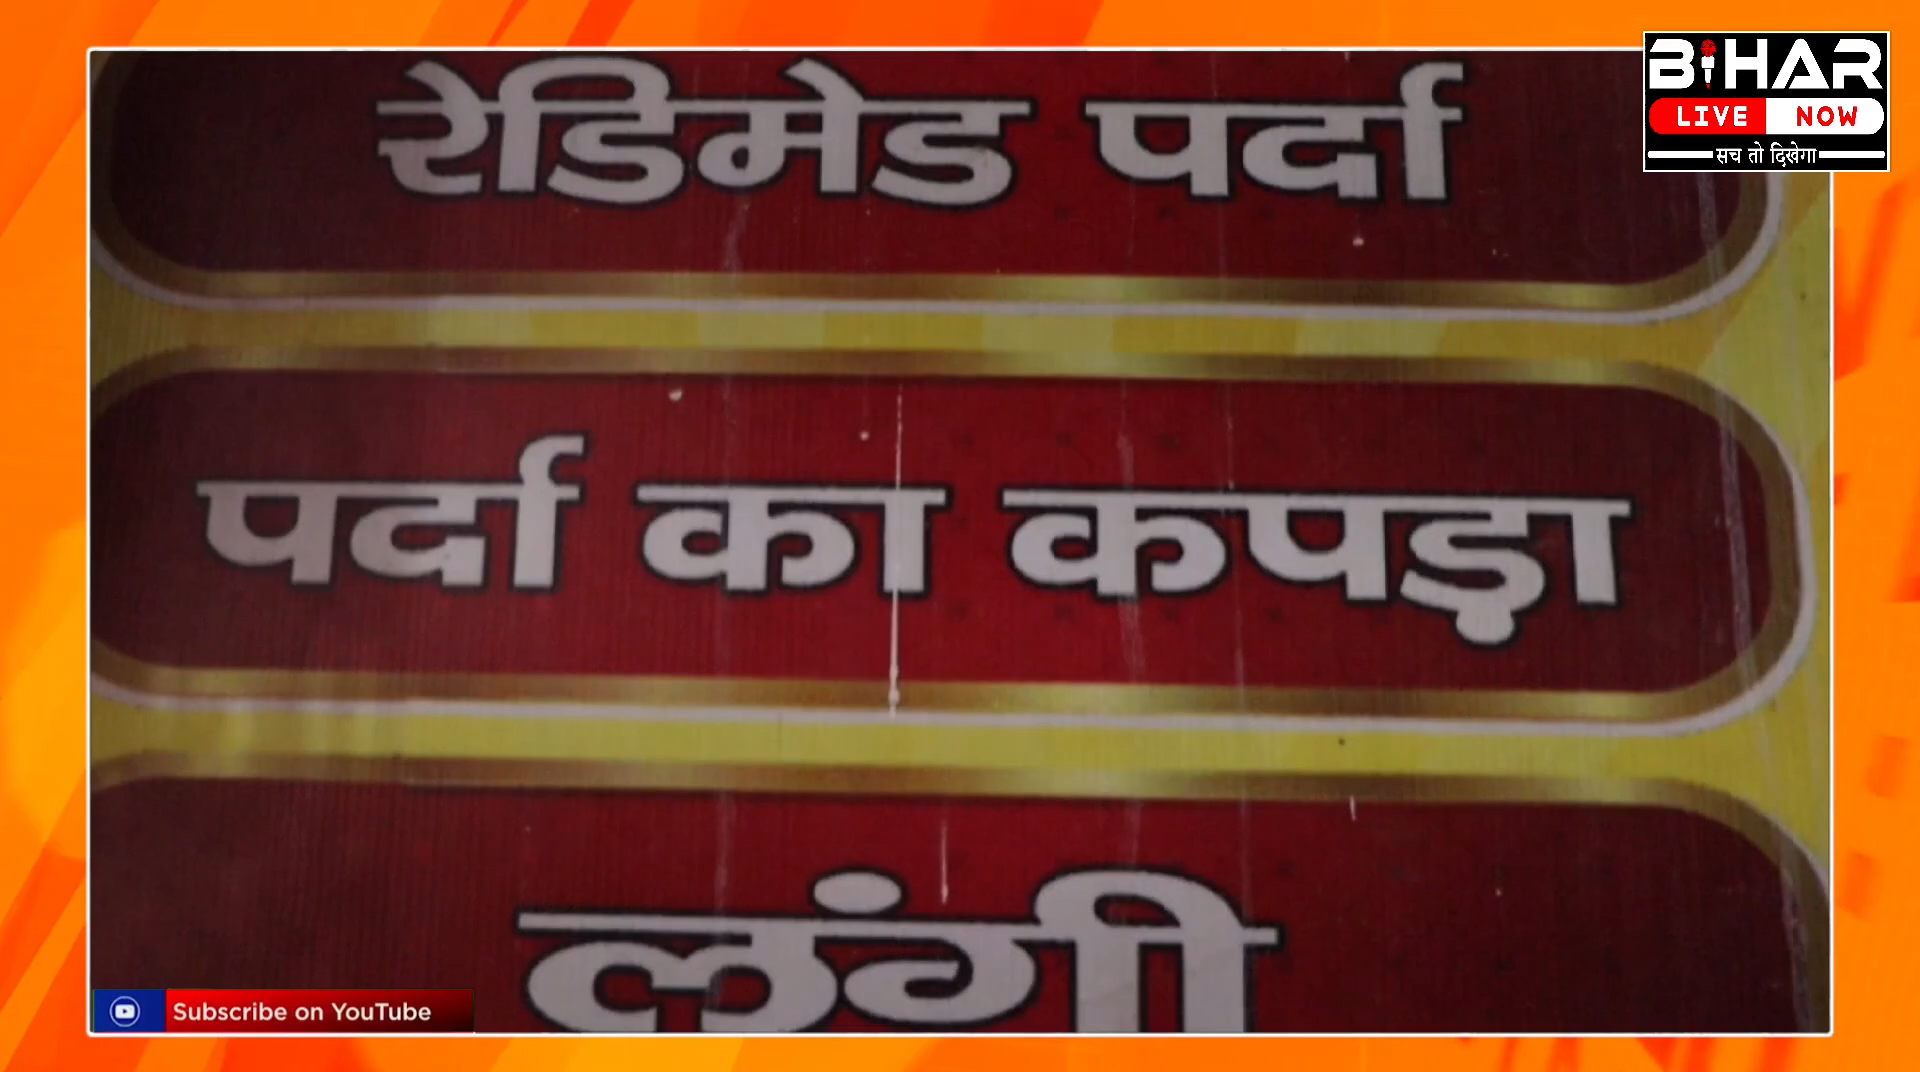 BiHAR
LIVE NOW
सच तो दिखेगा
रेडिमेड पर्दा
पर्दा का कपड़ा
Subscribe on YouTube